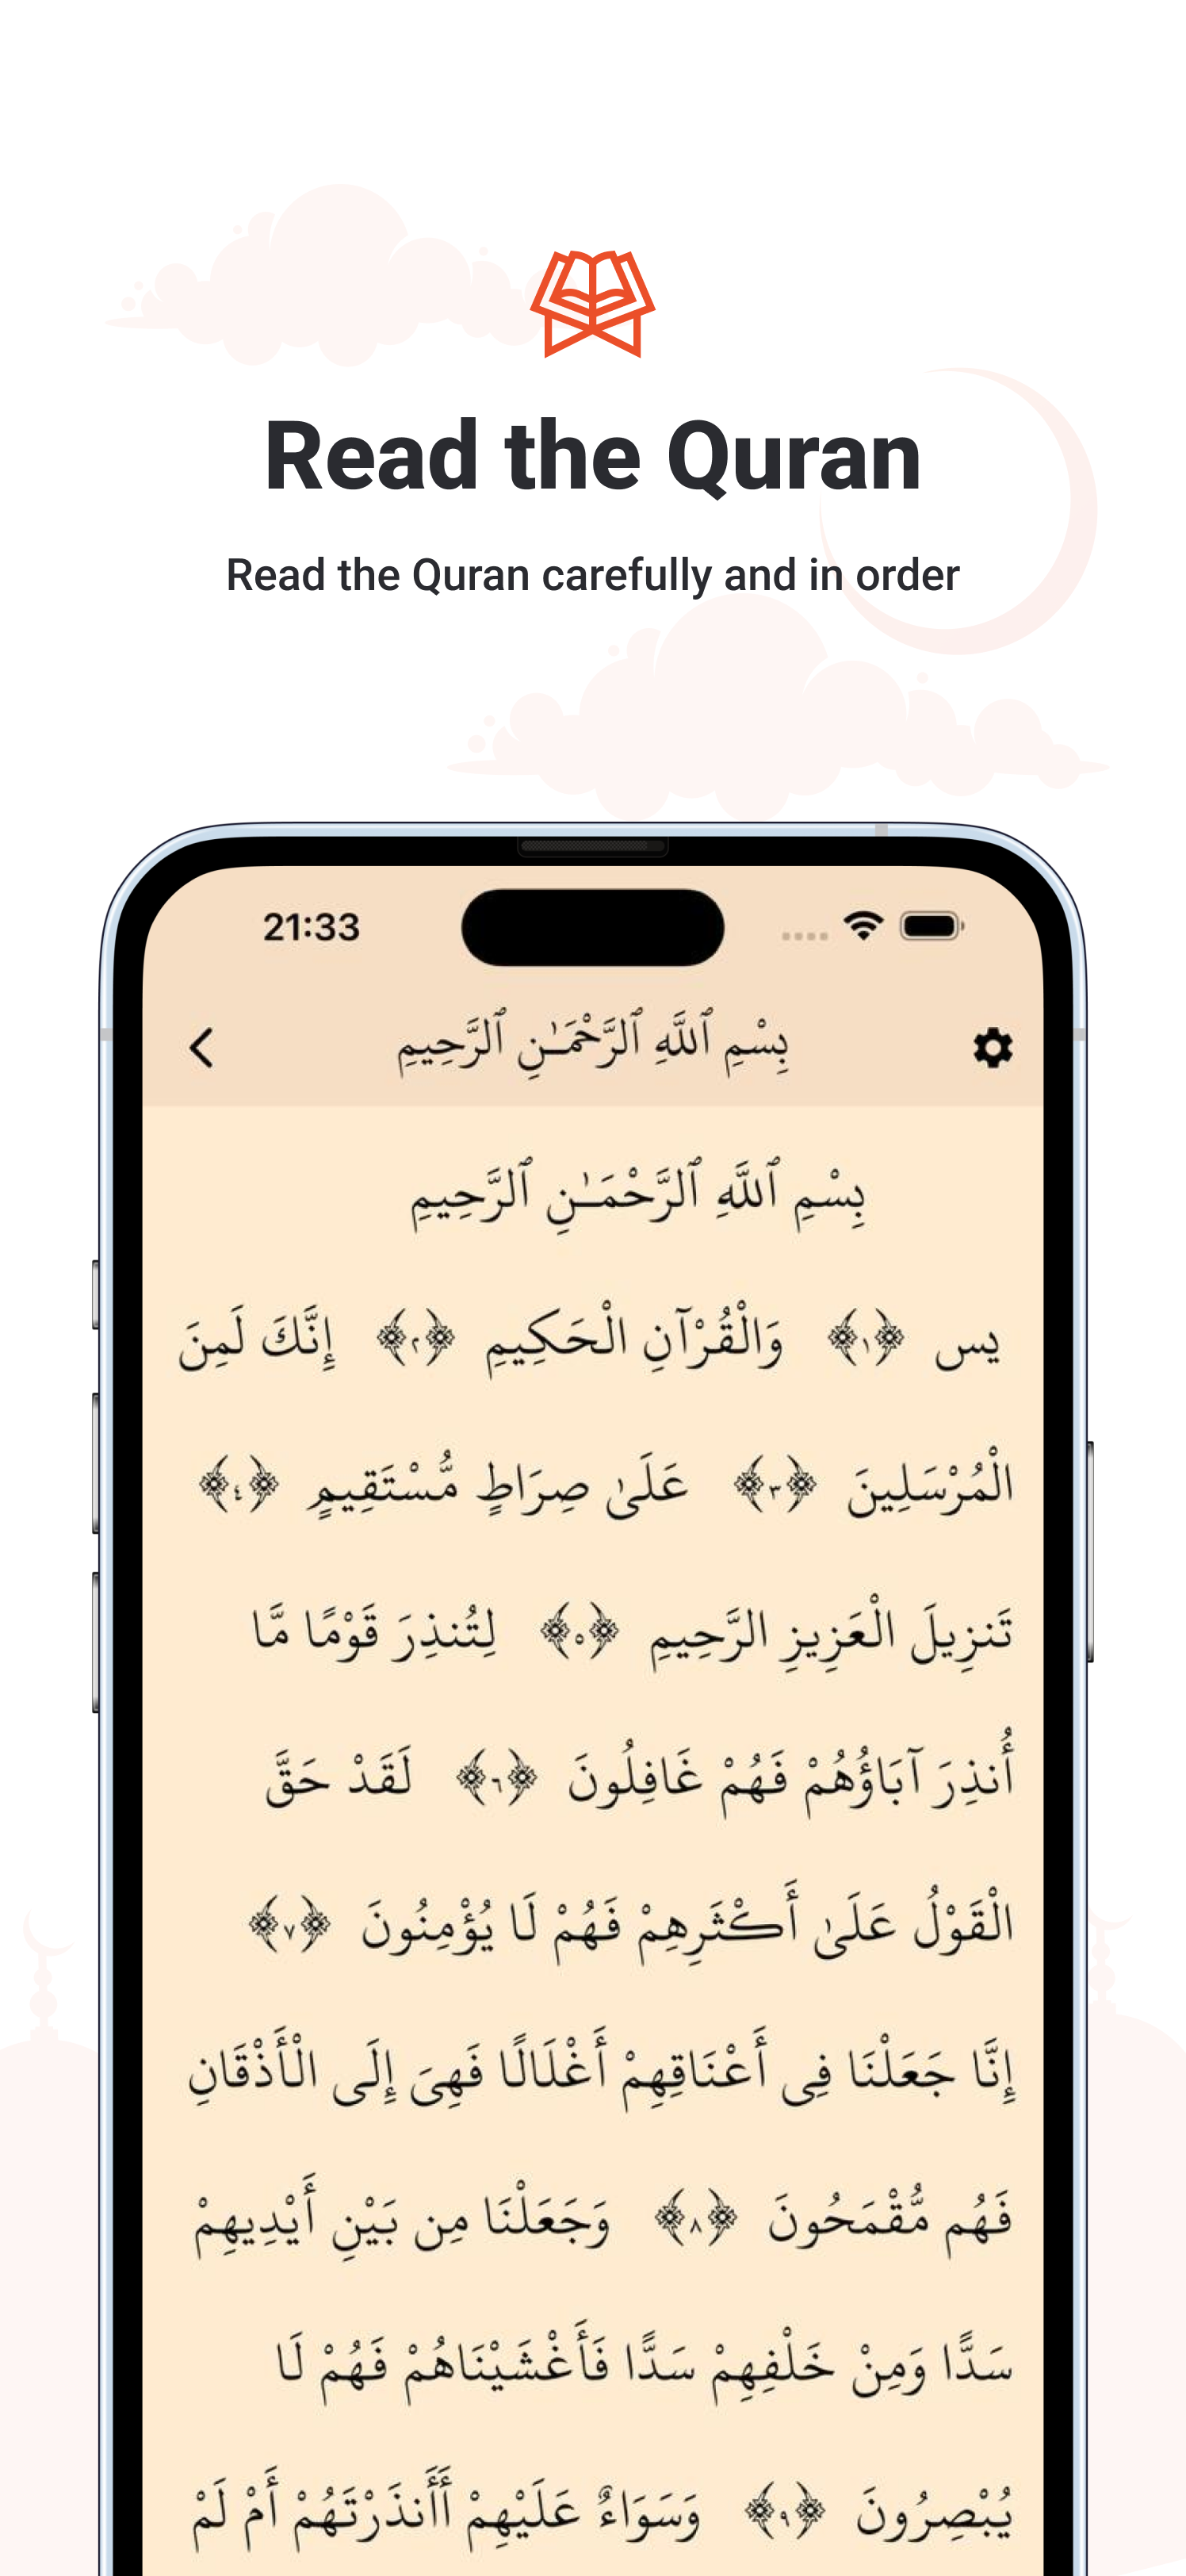 Read the Quran
Read the Quran carefully and in order
21:33
بِسْمِ ٱللَّهِ ٱلرَّحْمَـٰنِ ٱلرَّحِيمِ
بِسْمِ ٱللَّهِ ٱلرَّحْمَـٰنِ ٱلرَّحِيمِ
يس ﴿١﴾ وَالْقُرْآنِ الْحَكِيمِ ﴿٢﴾ إِنَّكَ لَمِنَ
الْمُرْسَلِينَ ﴿٣﴾ عَلَىٰ صِرَاطٍ مُّسْتَقِيمٍ ﴿٤﴾
تَنزِيلَ الْعَزِيزِ الرَّحِيمِ ﴿٥﴾ لِتُنذِرَ قَوْمًا مَّا
أُنذِرَ آبَاؤُهُمْ فَهُمْ غَافِلُونَ ﴿٦﴾ لَقَدْ حَقَّ
الْقَوْلُ عَلَىٰ أَكْثَرِهِمْ فَهُمْ لَا يُؤْمِنُونَ ﴿٧﴾
إِنَّا جَعَلْنَا فِى أَعْنَاقِهِمْ أَغْلَالًا فَهِىَ إِلَى الْأَذْقَانِ
فَهُم مُّقْمَحُونَ ﴿٨﴾ وَجَعَلْنَا مِن بَيْنِ أَيْدِيهِمْ
سَدًّا وَمِنْ خَلْفِهِمْ سَدًّا فَأَغْشَيْنَاهُمْ فَهُمْ لَا
يُبْصِرُونَ ﴿٩﴾ وَسَوَاءٌ عَلَيْهِمْ أَأَنذَرْتَهُمْ أَمْ لَمْ